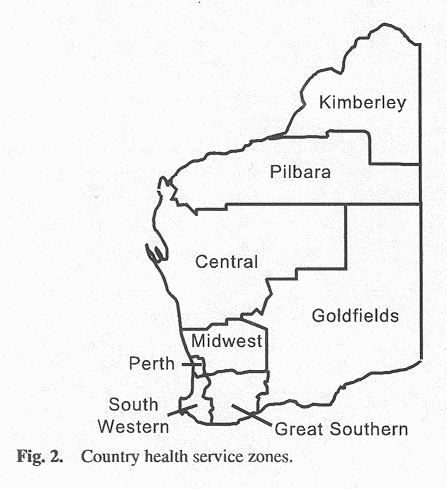 Kimberley
Pilbara
Central
Goldfields
Midwest
Perth
South
Western
Great Southern
Fig. 2. Country health service zones.